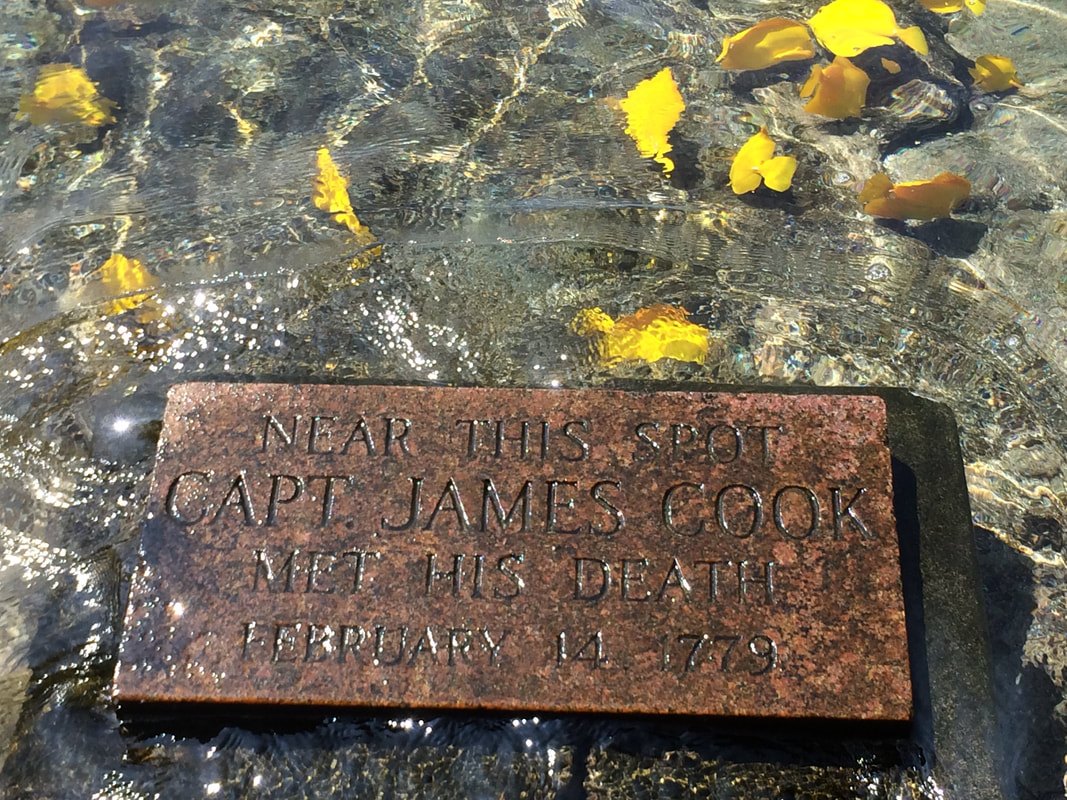 NEAR THIS SPOT
CAPT. JAMES COOK
MET HIS DEATH
FEBRUARY 14, 1779